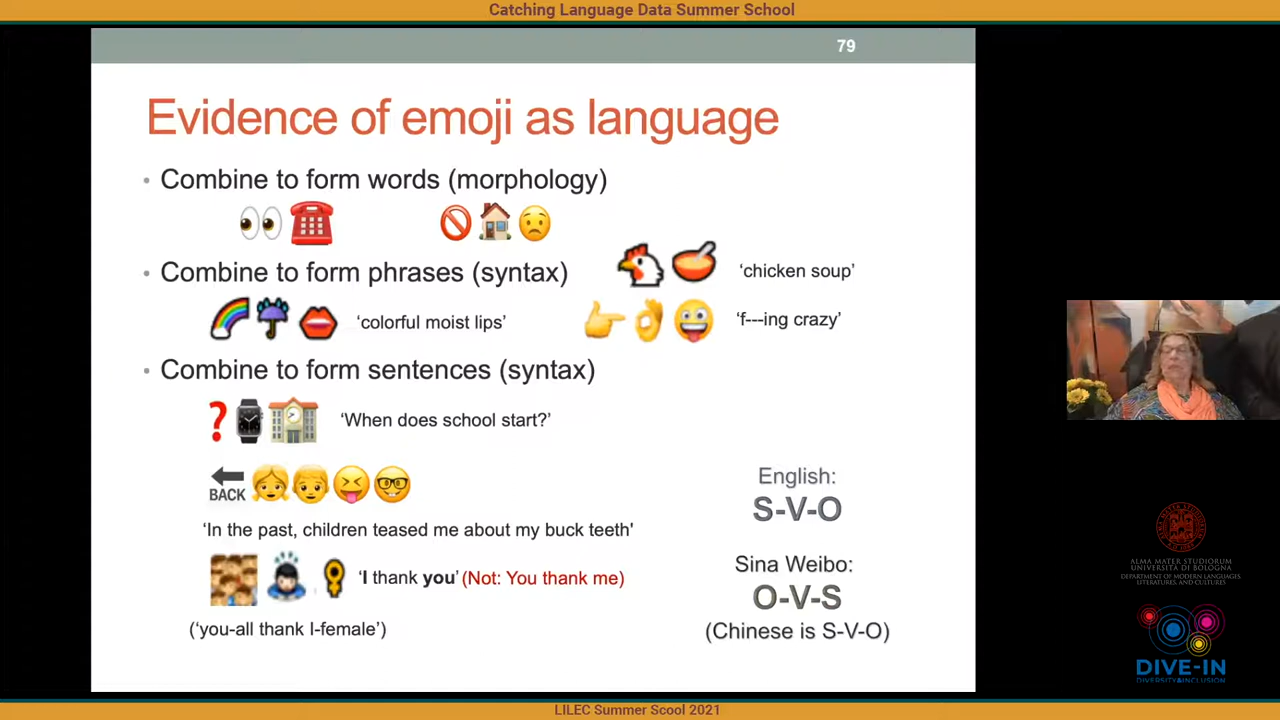 Catching Language Data Summer School
79
Evidence of emoji as language
• Combine to form words (morphology)
• Combine to form phrases (syntax)
'chicken soup'
'colorful moist lips'
'f---ing crazy'
• Combine to form sentences (syntax)
'When does school start?'
BACK
'In the past, children teased me about my buck teeth'
'I thank you' (Not: You thank me)
('you-all thank I-female')
English:
S-V-O
Sina Weibo:
O-V-S
(Chinese is S-V-O)
ALMA MATER STUDIORUM
UNIVERSITÀ DI BOLOGNA
DEPARTMENT OF MODERN LANGUAGES,
LITERATURES, AND CULTURES
DIVE-IN
DIVERSITY&INCLUSION
LILEC Summer Scool 2021